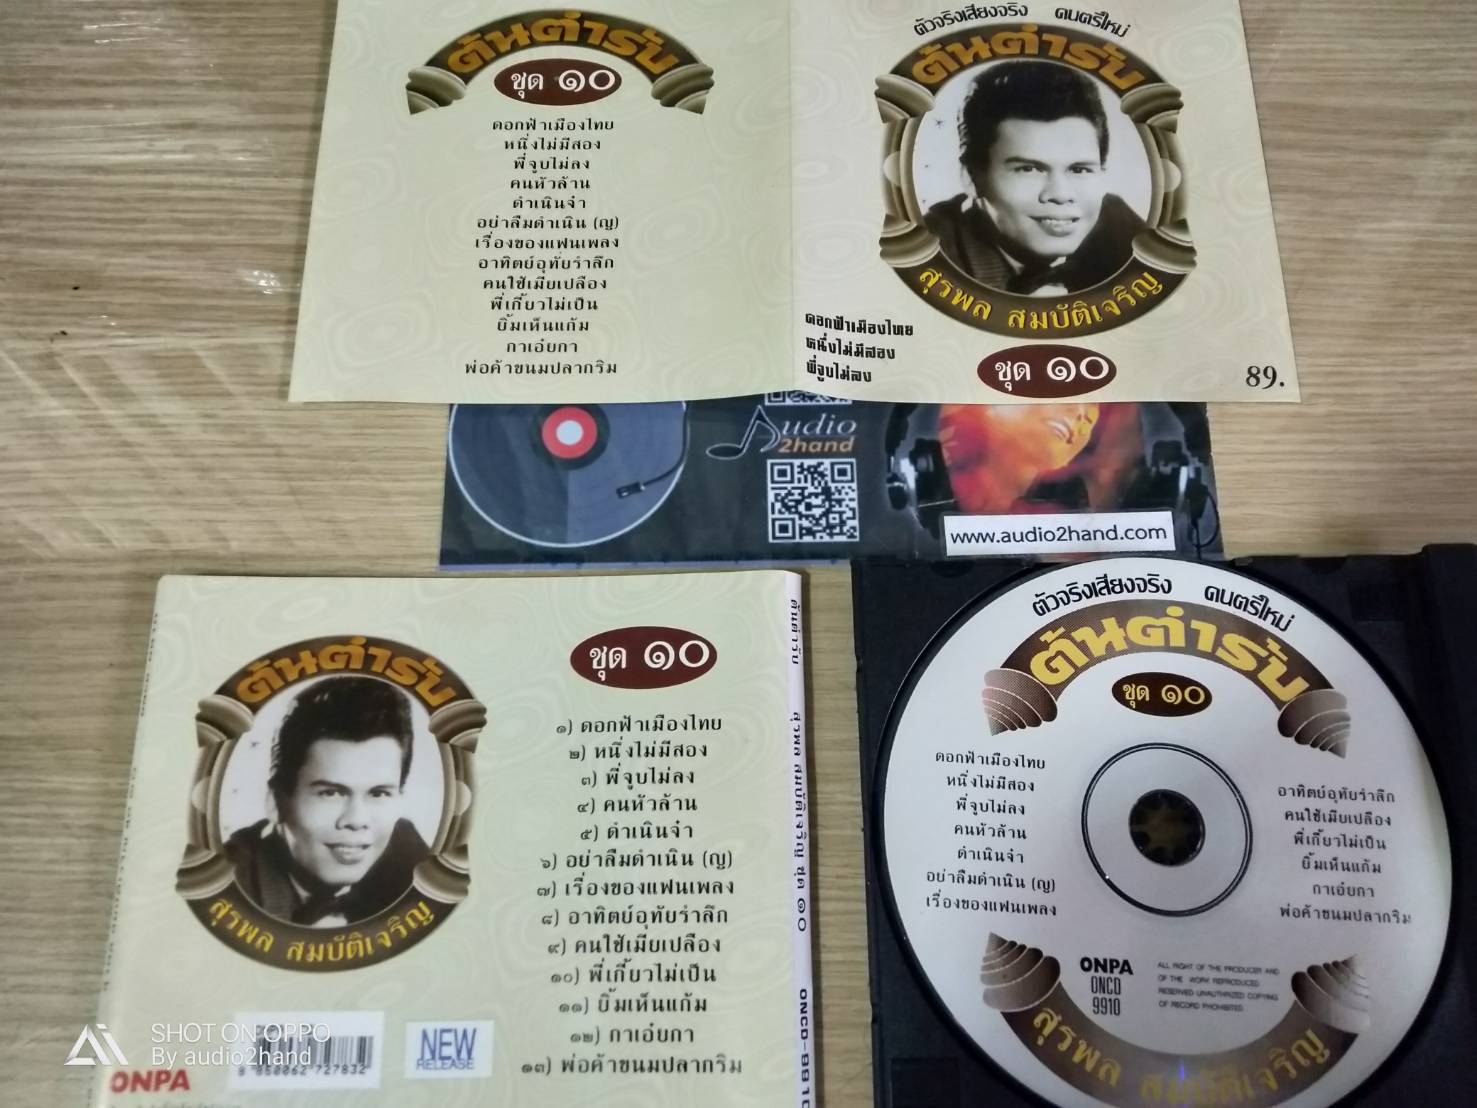 ต้นตำรับ
ชุด ๑๐
ดอกฟ้าเมืองไทย
หนึ่งไม่มีสอง
พี่จูบไม่ลง
คนหัวล้าน
ดำเนินจ๋า
อย่าลืมดำเนิน (ญ)
เรื่องของแฟนเพลง
อาทิตย์อุทัยรำลึก
คนใช้เมียเปลือง
พี่เกี้ยวไม่เป็น
ยิ้มเห็นแก้ม
กาเอ๋ยกา
พ่อค้าขนมปลากริม
ตัวจริงเสียงจริง ดนตรีใหม่
ต้นตำรับ
สุรพล สมบัติเจริญ
ดอกฟ้าเมืองไทย
หนึ่งไม่มีสอง
พี่จูบไม่ลง
ชุด ๑๐
89.
Audio
2hand
www.audio2hand.com
ต้นตำรับ
สุรพล สมบัติเจริญ
ชุด ๑๐
๑) ดอกฟ้าเมืองไทย
๒) หนึ่งไม่มีสอง
๓) พี่จูบไม่ลง
๔) คนหัวล้าน
๕) ดำเนินจ๋า
๖) อย่าลืมดำเนิน (ญ)
๗) เรื่องของแฟนเพลง
๘) อาทิตย์อุทัยรำลึก
๙) คนใช้เมียเปลือง
๑๐) พี่เกี้ยวไม่เป็น
๑๑) ยิ้มเห็นแก้ม
๑๒) กาเอ๋ยกา
๑๓) พ่อค้าขนมปลากริม
NEW
RELEASE
8 850062 727832
ONPA
ต้นตำรับ สุรพล สมบัติเจริญ ชุด ๑๐ ONCD-9910
ตัวจริงเสียงจริง ดนตรีใหม่
ต้นตำรับ
ชุด ๑๐
ดอกฟ้าเมืองไทย
หนึ่งไม่มีสอง
พี่จูบไม่ลง
คนหัวล้าน
ดำเนินจ๋า
อย่าลืมดำเนิน (ญ)
เรื่องของแฟนเพลง
อาทิตย์อุทัยรำลึก
คนใช้เมียเปลือง
พี่เกี้ยวไม่เป็น
ยิ้มเห็นแก้ม
กาเอ๋ยกา
พ่อค้าขนมปลากริม
ONPA
ONCD
9910
ALL RIGHT OF THE PRODUCER AND
OF THE WORK REPRODUCED
RESERVED UNAUTHORIZED COPYING
OF RECORD PROHIBITED
สุรพล สมบัติเจริญ
SHOT ON OPPO
By audio2hand